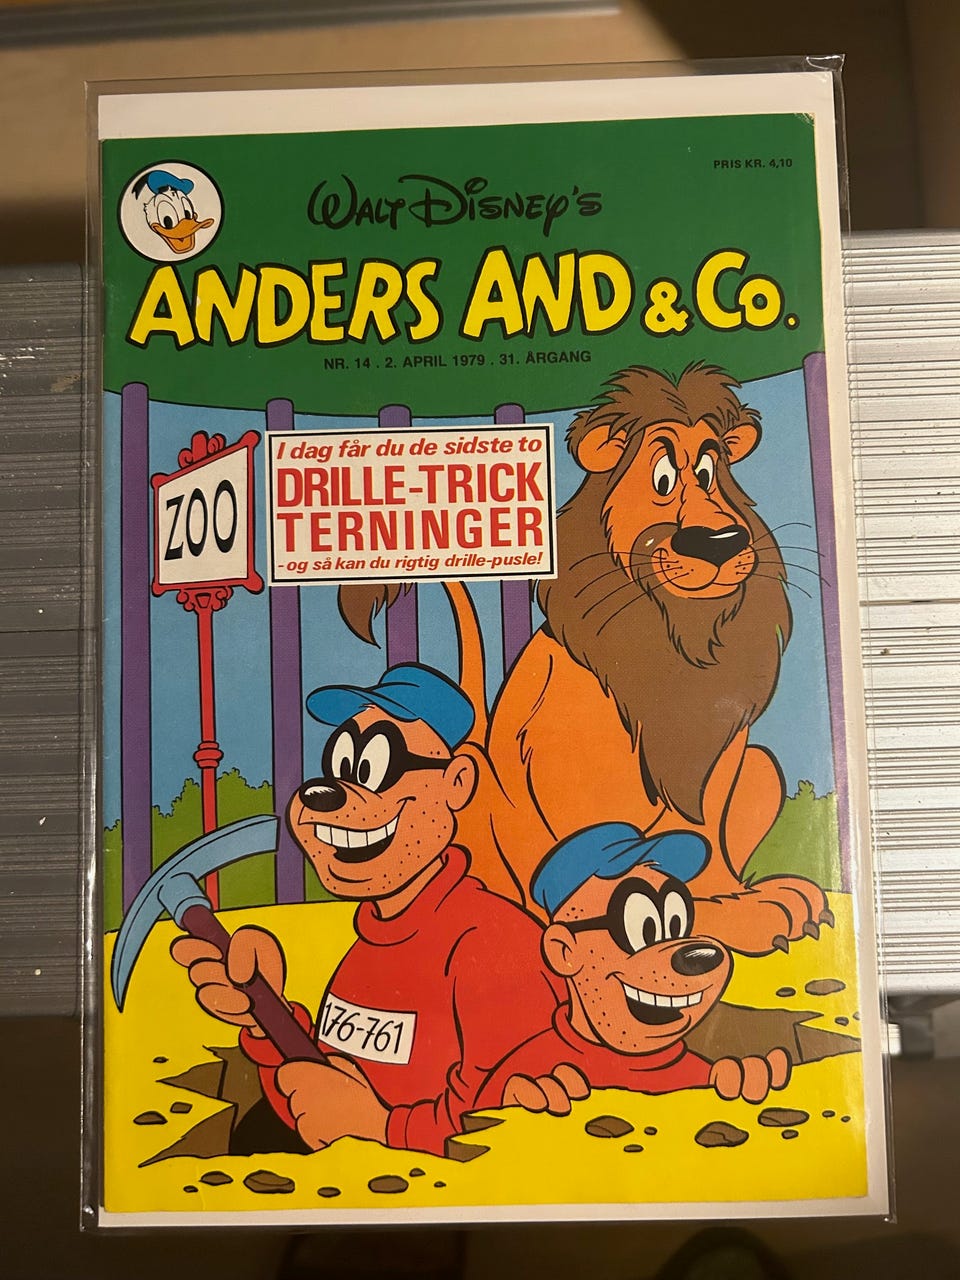 PRIS KR. 4,10
WALT DISNEY'S
ANDERS AND & CO.
NR. 14 . 2. APRIL 1979 . 31. ÅRGANG
I dag får du de sidste to
DRILLE-TRICK
TERNINGER
- og så kan du rigtig drille-pusle!
ZOO
176-761